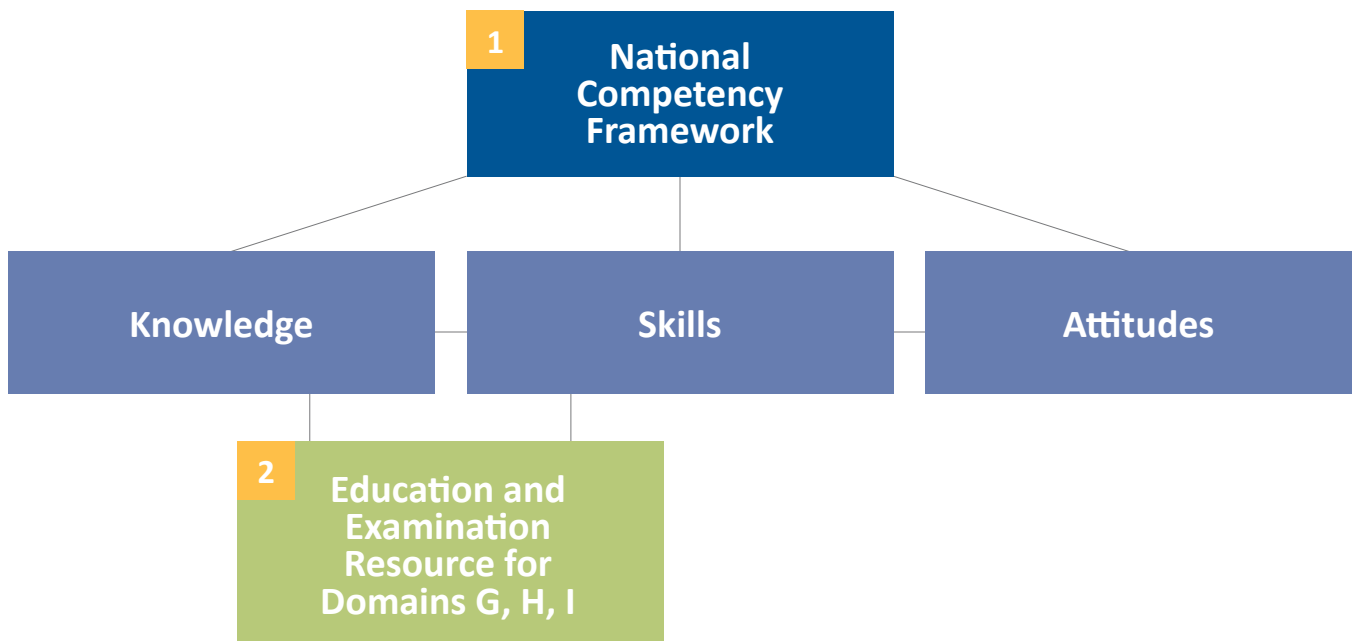 1
National
Competency
Framework
Knowledge
Skills
Attitudes
2
Education and
Examination
Resource for
Domains G, H, I